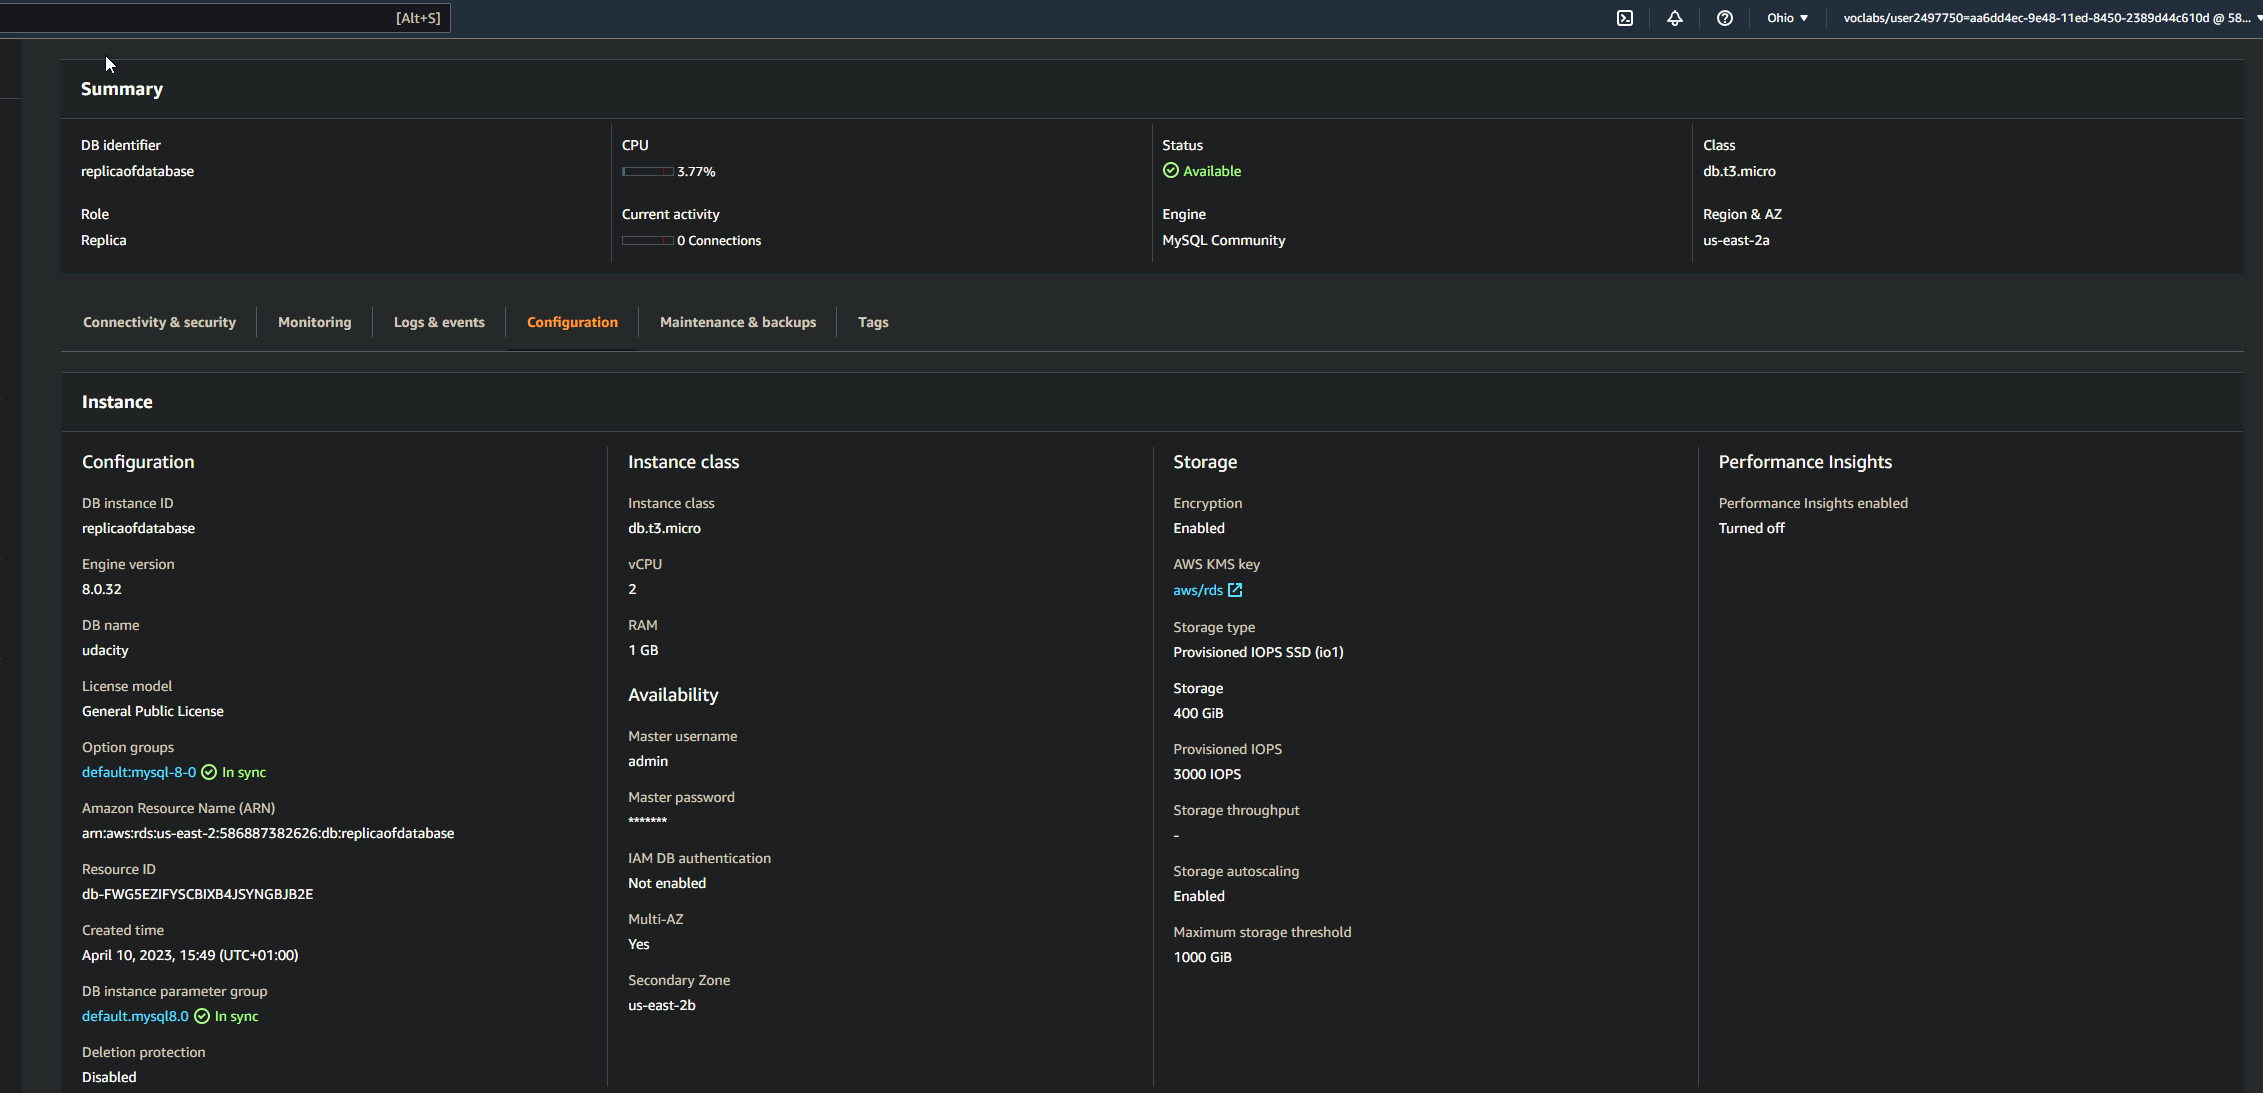 [Alt+S]
Ohio
voclabs/user2497750=aa6dd4ec-9e48-11ed-8450-2389d44c610d @ 58...
Summary
DB identifier
replicaofdatabase
CPU
3.77%
Status
Available
Class
db.t3.micro
Role
Replica
Current activity
0 Connections
Engine
MySQL Community
Region & AZ
us-east-2a
Connectivity & security
Monitoring
Logs & events
Configuration
Maintenance & backups
Tags
Instance
Configuration
DB instance ID
replicaofdatabase
Engine version
8.0.32
DB name
udacity
License model
General Public License
Option groups
default:mysql-8-0 In sync
Amazon Resource Name (ARN)
arn:aws:rds:us-east-2:586887382626:db:replicaofdatabase
Resource ID
db-FWG5EZIFYSCBIXB4JSYNGBJB2E
Created time
April 10, 2023, 15:49 (UTC+01:00)
DB instance parameter group
default.mysql8.0 In sync
Deletion protection
Disabled
Instance class
Instance class
db.t3.micro
vCPU
2
RAM
1 GB
Availability
Master username
admin
Master password
*******
IAM DB authentication
Not enabled
Multi-AZ
Yes
Secondary Zone
us-east-2b
Storage
Encryption
Enabled
AWS KMS key
aws/rds
Storage type
Provisioned IOPS SSD (io1)
Storage
400 GiB
Provisioned IOPS
3000 IOPS
Storage throughput
-
Storage autoscaling
Enabled
Maximum storage threshold
1000 GiB
Performance Insights
Performance Insights enabled
Turned off